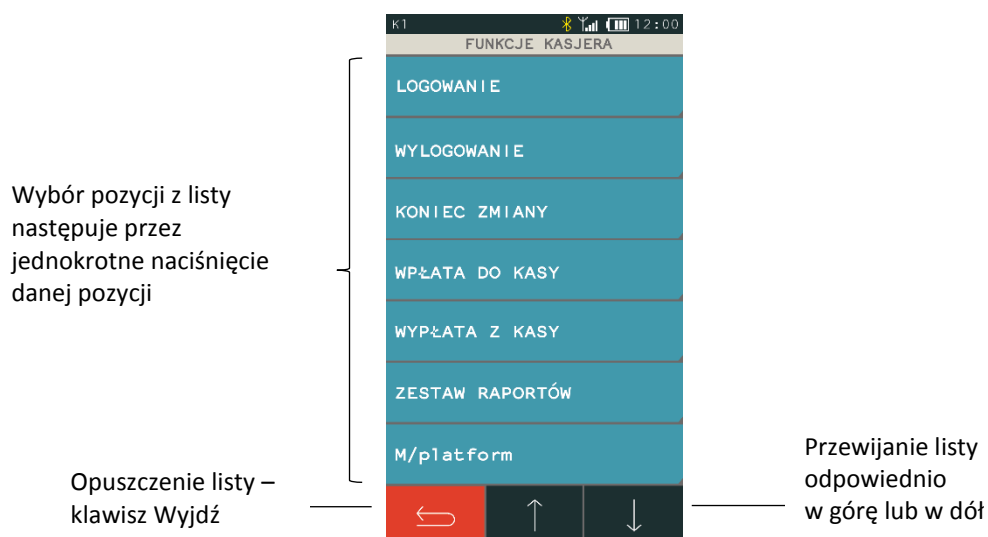 K1 12:00
FUNKCJE KASJERA
LOGOWANIE
WYLOGOWANIE
KONIEC ZMIANY
WPŁATA DO KASY
WYPŁATA Z KASY
ZESTAW RAPORTÓW
M/platform
Wybór pozycji z listy
następuje przez
jednokrotne naciśnięcie
danej pozycji
Opuszczenie listy –
klawisz Wyjdź
Przewijanie listy
odpowiednio
w górę lub w dół